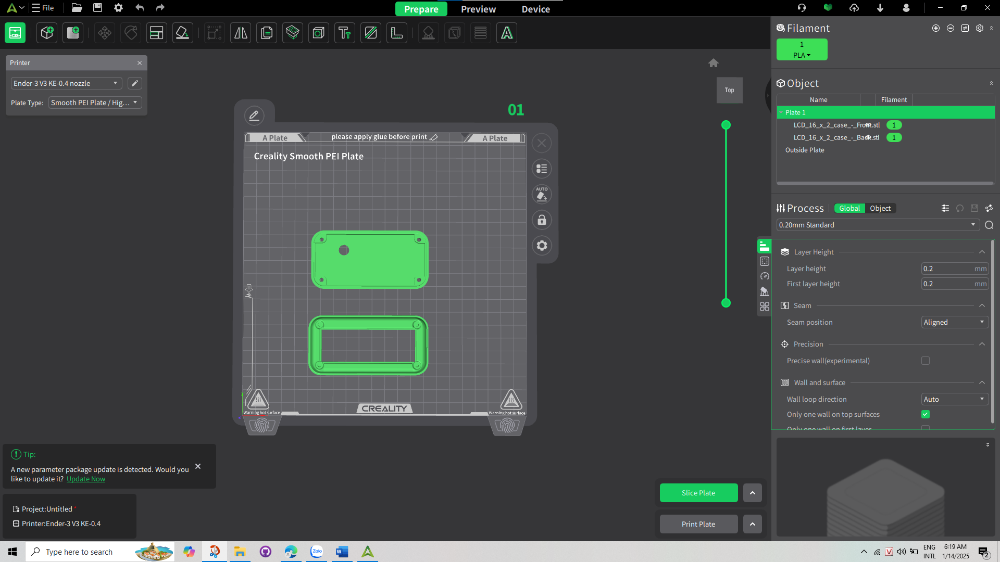 File
Prepare
Preview
Device
Printer
Ender-3 V3 KE-0.4 nozzle
Plate Type:
Smooth PEI Plate / Hig...
01
A Plate
please apply glue before print
A Plate
Creality Smooth PEI Plate
AUTO
Warning hot surface
CREALITY
Warning hot surface
Top
Tip:
A new parameter package update is detected. Would you
like to update it? Update Now
Project:Untitled *
Printer:Ender-3 V3 KE-0.4
Slice Plate
Print Plate
Filament
1
PLA
Object
Name
Filament
Plate 1
LCD_16_x_2_case_-_Front.stl
1
LCD_16_x_2_case_-_Back.stl
1
Outside Plate
Process
Global
Object
0.20mm Standard
Layer Height
Layer height
0.2 mm
First layer height
0.2 mm
Seam
Seam position
Aligned
Precision
Precise wall(experimental)
Wall and surface
Wall loop direction
Auto
Only one wall on top surfaces
Only one wall on first layer
Type here to search
Zalo
ENG
INTL
6:19 AM
1/14/2025
2